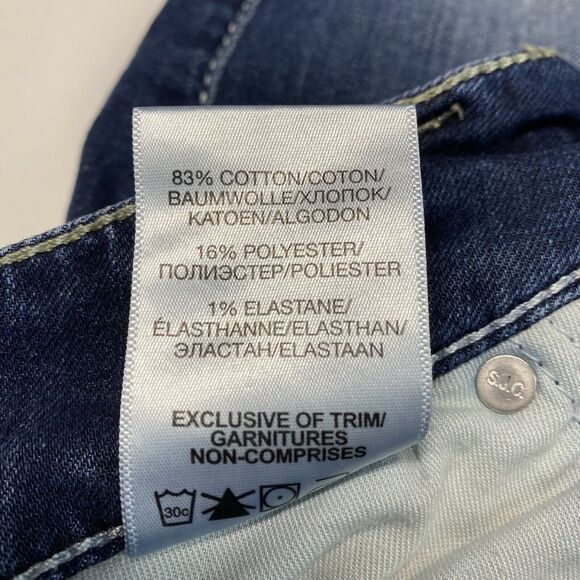 83% COTTON/COTON/
BAUMWOLLE/ХЛОПОК/
KATOEN/ALGODON
16% POLYESTER/
ПОЛИЭСТЕР/POLIESTER
1% ELASTANE/
ÉLASTHANNE/ELASTHAN/
ЭЛАСТАН/ELASTAAN
S.J.C.
EXCLUSIVE OF TRIM/
GARNITURES
NON-COMPRISES
30c